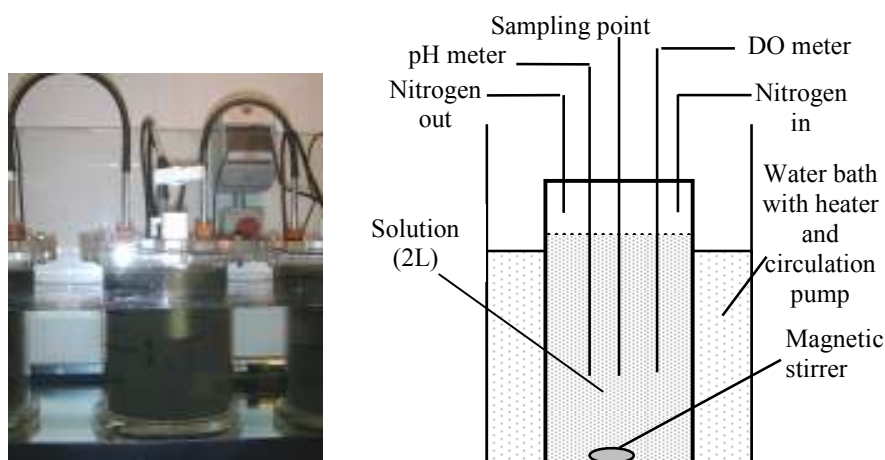 Sampling point
pH meter
DO meter
Nitrogen
out
Nitrogen
in
Water bath
with heater
and
circulation
pump
Solution
(2L)
Magnetic
stirrer